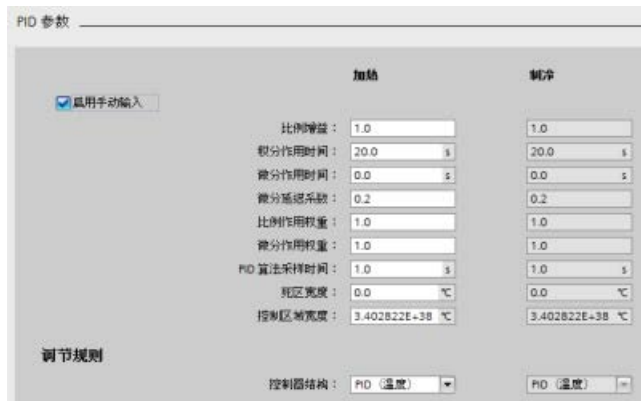 PID 参数
加热 制冷
启用手动输入
比例增益： 1.0 1.0
积分作用时间： 20.0 s 20.0 s
微分作用时间： 0.0 s 0.0 s
微分延迟系数： 0.2 0.2
比例作用权重： 1.0 1.0
微分作用权重： 1.0 1.0
PID 算法采样时间： 1.0 s 1.0 s
死区宽度： 0.0 ℃ 0.0 ℃
控制区域宽度： 3.402822E+38 ℃ 3.402822E+38 ℃
调节规则
控制器结构： PID （温度） PID （温度）